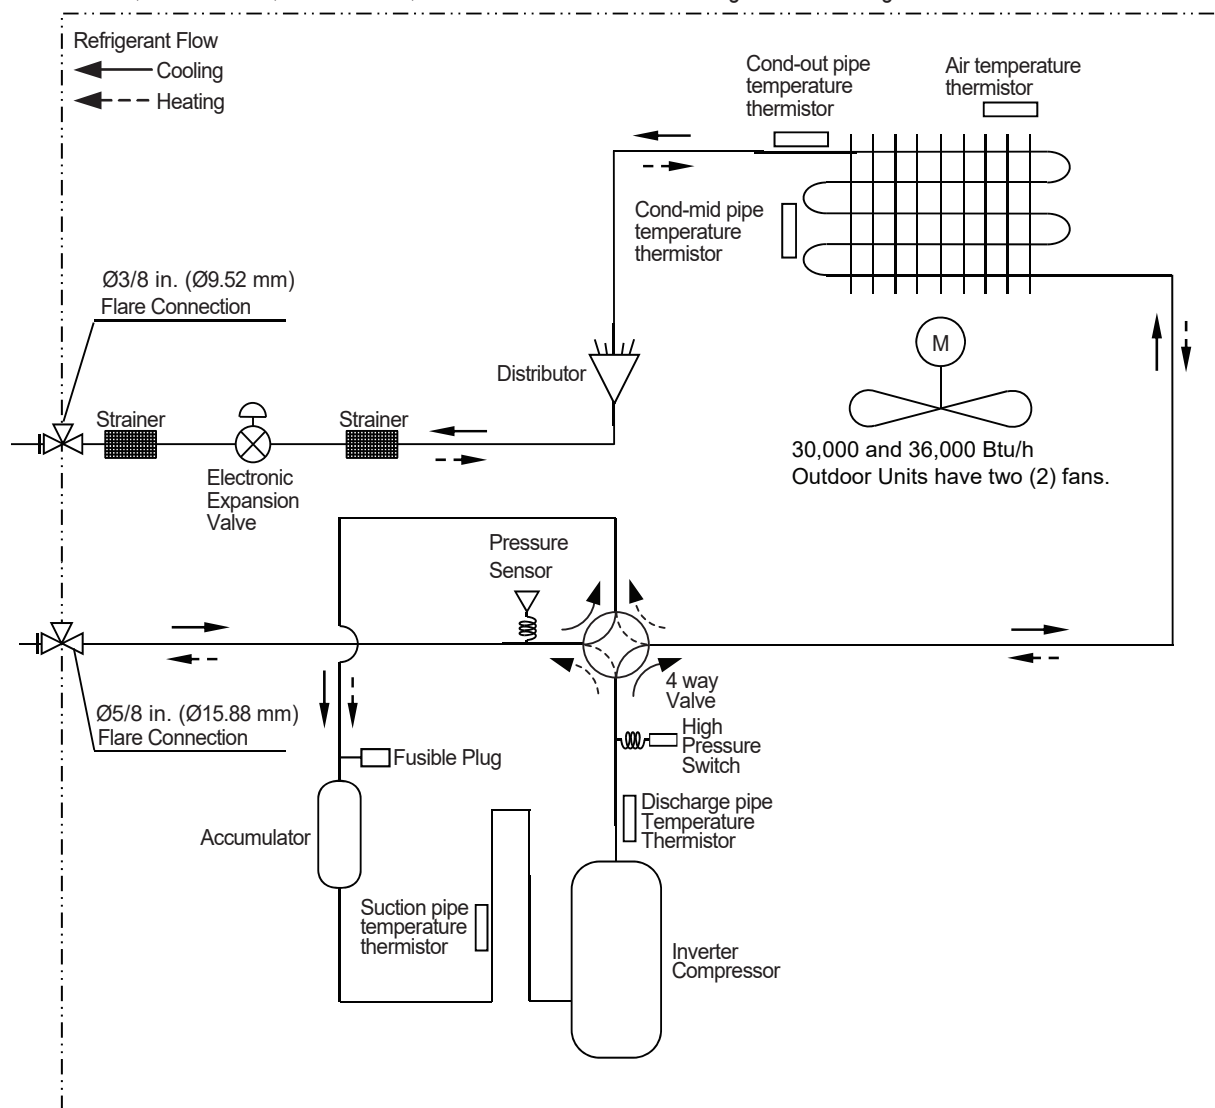 Refrigerant Flow
Cooling
Heating
Cond-out pipe
temperature
thermistor
Air temperature
thermistor
Cond-mid pipe
temperature
thermistor
Ø3/8 in. (Ø9.52 mm)
Flare Connection
M
Distributor
Strainer
Strainer
Electronic
Expansion
Valve
30,000 and 36,000 Btu/h
Outdoor Units have two (2) fans.
Pressure
Sensor
4 way
Valve
Ø5/8 in. (Ø15.88 mm)
Flare Connection
High
Pressure
Switch
Fusible Plug
Discharge pipe
Temperature
Thermistor
Accumulator
Suction pipe
temperature
thermistor
Inverter
Compressor